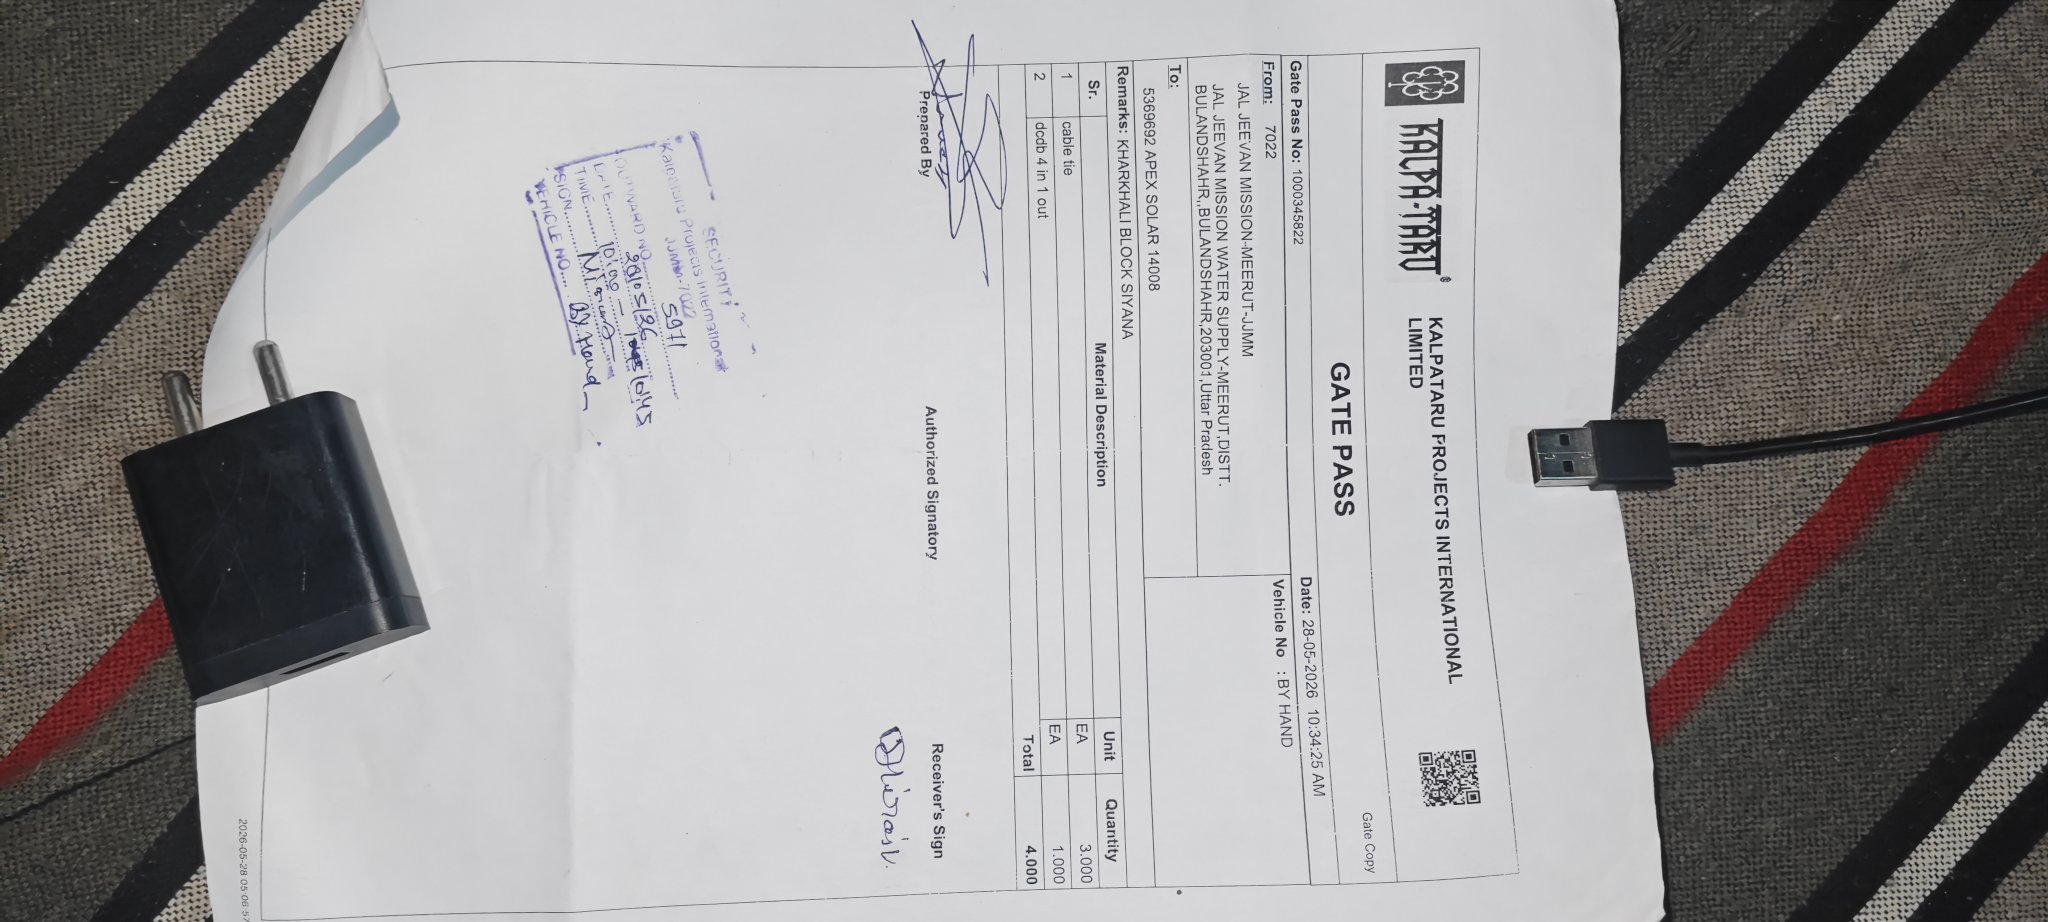 KALPA-TARU®
KALPATARU PROJECTS INTERNATIONAL
LIMITED
Gate Copy
GATE PASS
Gate Pass No: 1000345822
Date: 28-05-2026 10:34:25 AM
From: 7022
Vehicle No : BY HAND
JAL JEEVAN MISSION-MEERUT-JJMM
JAL JEEVAN MISSION WATER SUPPLY-MEERUT,DISTT.
BULANDSHAHR,,BULANDSHAHR,203001,Uttar Pradesh
To:
5369692 APEX SOLAR 14008
Remarks: KHARKHALI BLOCK SIYANA
Sr. Material Description Unit Quantity
1 cable tie EA 3.000
2 dcdb 4 in 1 out EA 1.000
Total 4.000
Prepared By
Authorized Signatory
Receiver's Sign
SECURITY
Kalpataru Projects International
JJMM-7022
OUTWARD NO. 5971
DATE
TIME
SIGN
VEHICLE NO. By Hand
2026-05-28 05:06:57